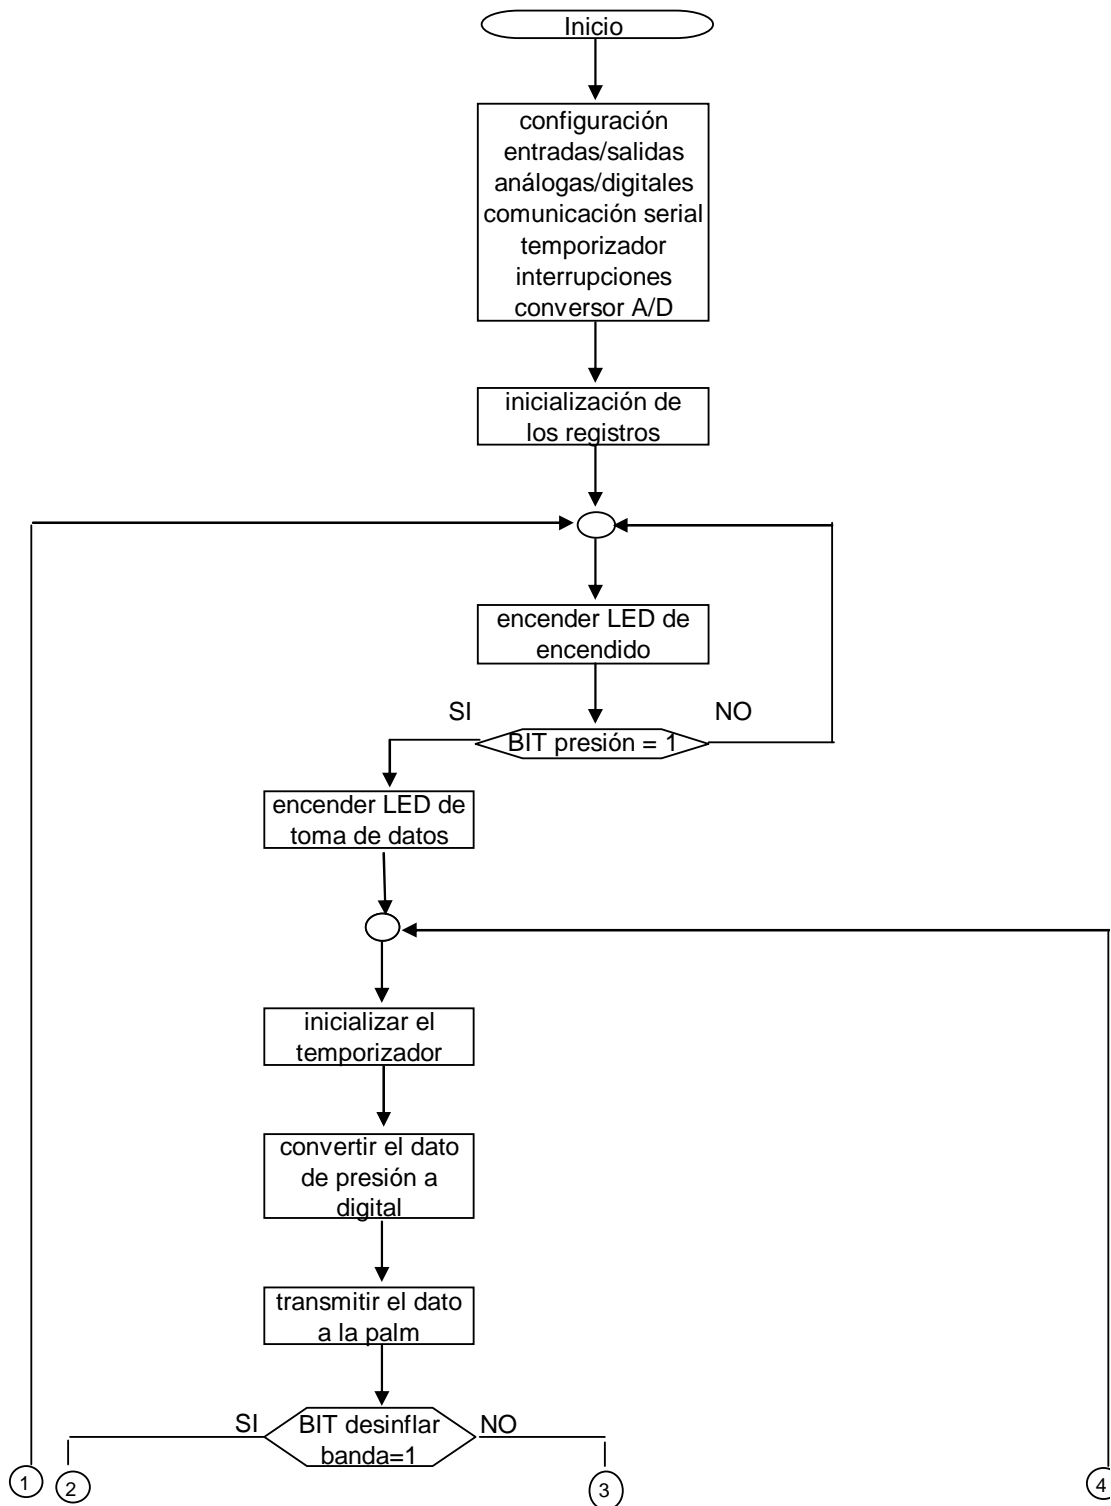 Inicio
configuración
entradas/salidas
análogas/digitales
comunicación serial
temporizador
interrupciones
conversor A/D
inicialización de
los registros
encender LED de
encendido
SI
NO
BIT presión = 1
encender LED de
toma de datos
inicializar el
temporizador
convertir el dato
de presión a
digital
transmitir el dato
a la palm
SI
BIT desinflar
banda=1
NO
1
2
3
4